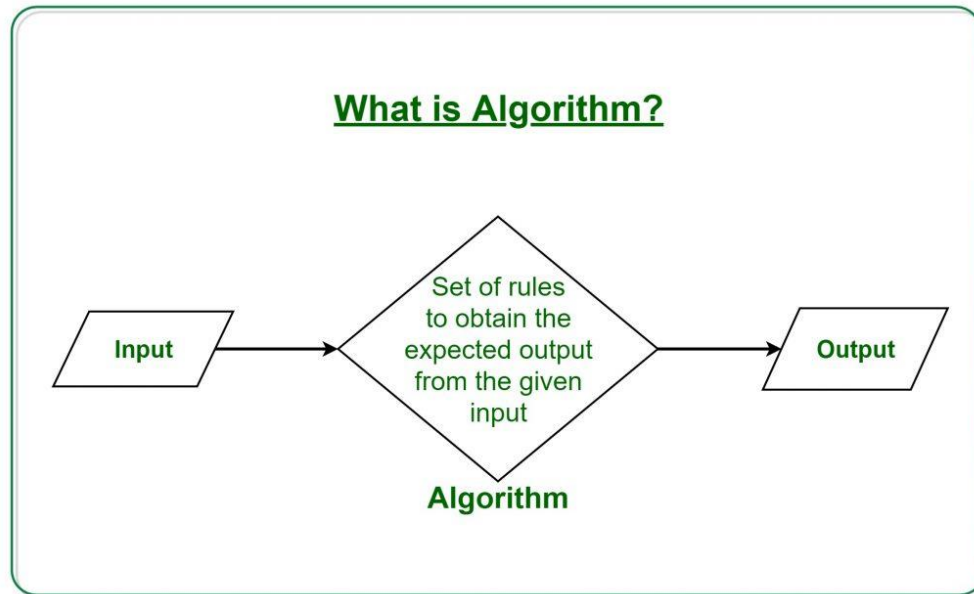 What is Algorithm?
Input
Set of rules
to obtain the
expected output
from the given
input
Output
Algorithm